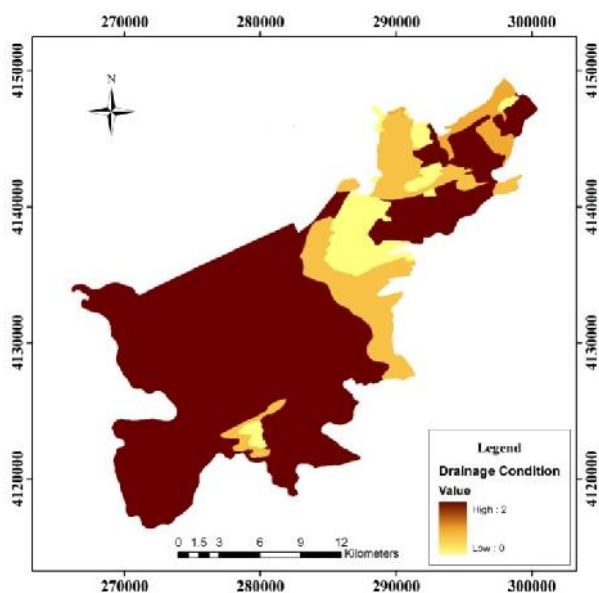 270000 280000 290000 300000
4150000 4150000
N
4140000 4140000
4130000 4130000
4120000 4120000
Legend
Drainage Condition
Value
High : 2
Low : 0
0 1.5 3 6 9 12
Kilometers
270000 280000 290000 300000